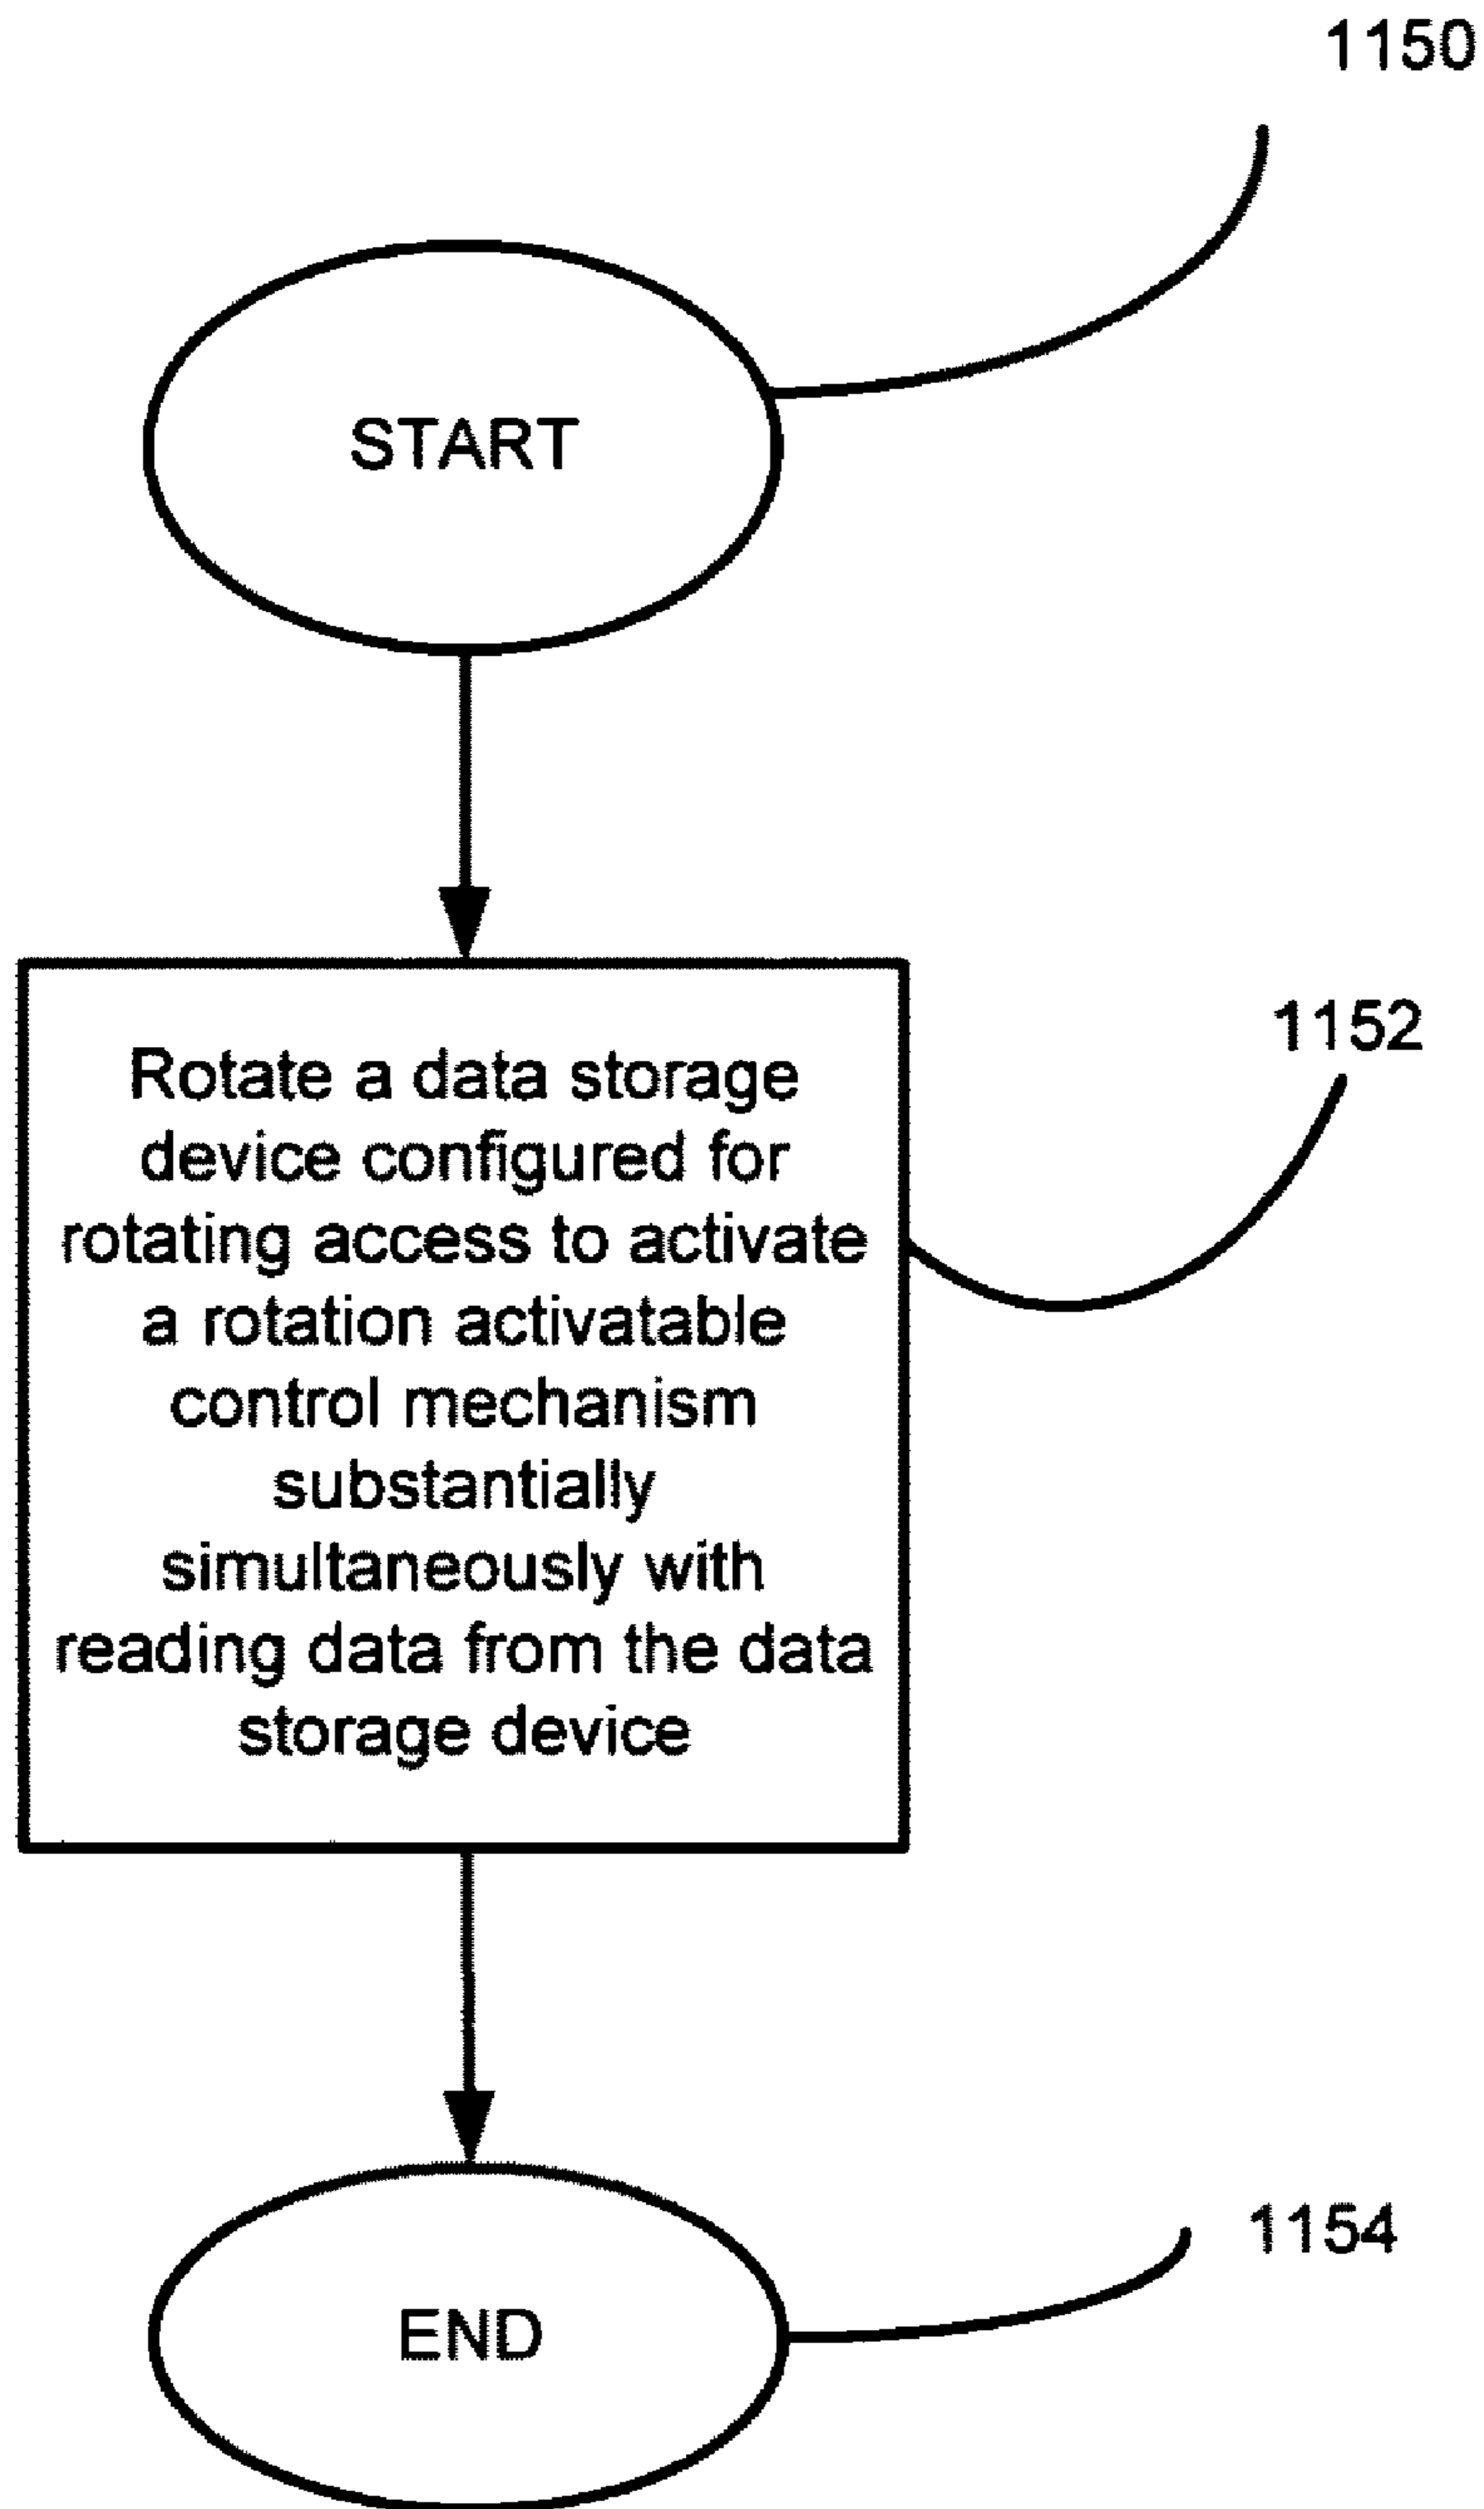 1150
START
1152
Rotate a data storage
device configured for
rotating access to activate
a rotation activatable
control mechanism
substantially
simultaneously with
reading data from the data
storage device
1154
END